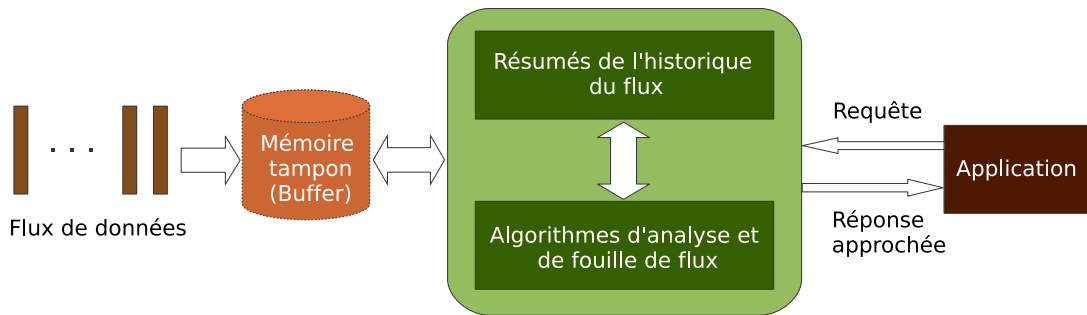 Flux de données
Mémoire
tampon
(Buffer)
Résumés de l'historique
du flux
Algorithmes d'analyse et
de fouille de flux
Requête
Réponse
approchée
Application